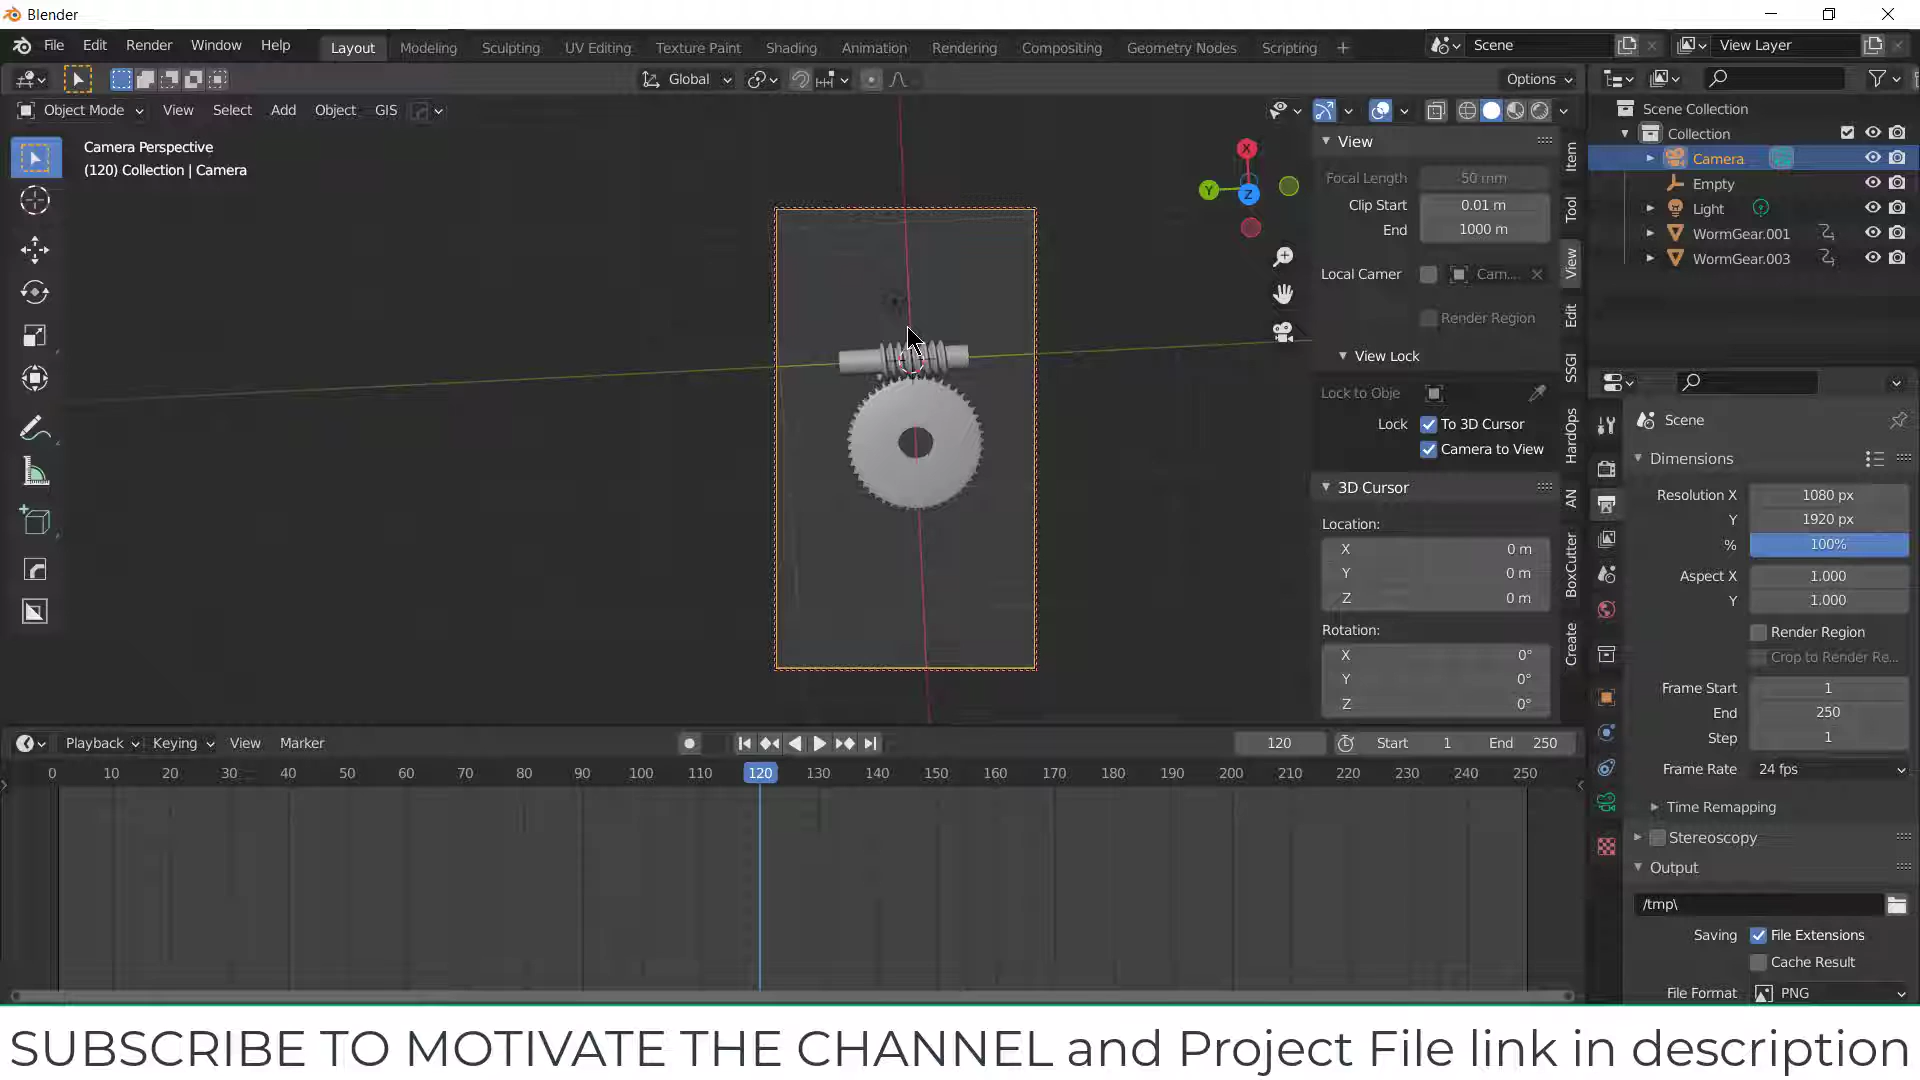 Blender
File Edit Render Window Help Layout Modeling Sculpting UV Editing Texture Paint Shading Animation Rendering Compositing Geometry Nodes Scripting + Scene View Layer
Global Options
Object Mode View Select Add Object GIS
Camera Perspective
(120) Collection | Camera
X
Y
Z
View
Focal Length 50 mm
Clip Start 0.01 m
End 1000 m
Local Camer Cam...
Render Region
View Lock
Lock to Obje
Lock To 3D Cursor
Camera to View
3D Cursor
Location:
X 0 m
Y 0 m
Z 0 m
Rotation:
X 0°
Y 0°
Z 0°
Item
Tool
View
Edit
SSGI
HardOps
AN
BoxCutter
Create
Scene Collection
Collection
Camera
Empty
Light
WormGear.001
WormGear.003
Scene
Dimensions
Resolution X 1080 px
Y 1920 px
% 100%
Aspect X 1.000
Y 1.000
Render Region
Crop to Render Re...
Frame Start 1
End 250
Step 1
Frame Rate 24 fps
Time Remapping
Stereoscopy
Output
/tmp\
Saving File Extensions
Cache Result
File Format PNG
Playback Keying View Marker 120 Start 1 End 250
0 10 20 30 40 50 60 70 80 90 100 110 120 130 140 150 160 170 180 190 200 210 220 230 240 250
SUBSCRIBE TO MOTIVATE THE CHANNEL and Project File link in description